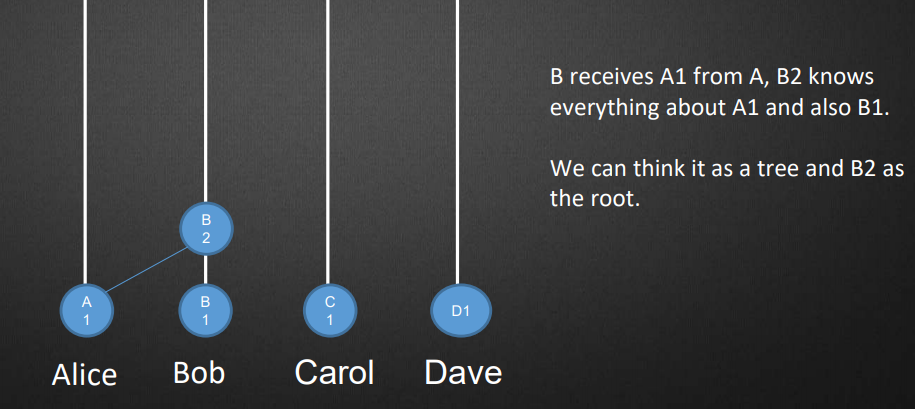 B receives A1 from A, B2 knows
everything about A1 and also B1.
We can think it as a tree and B2 as
the root.
B
2
A
1
B
1
C
1
D1
Alice
Bob
Carol
Dave